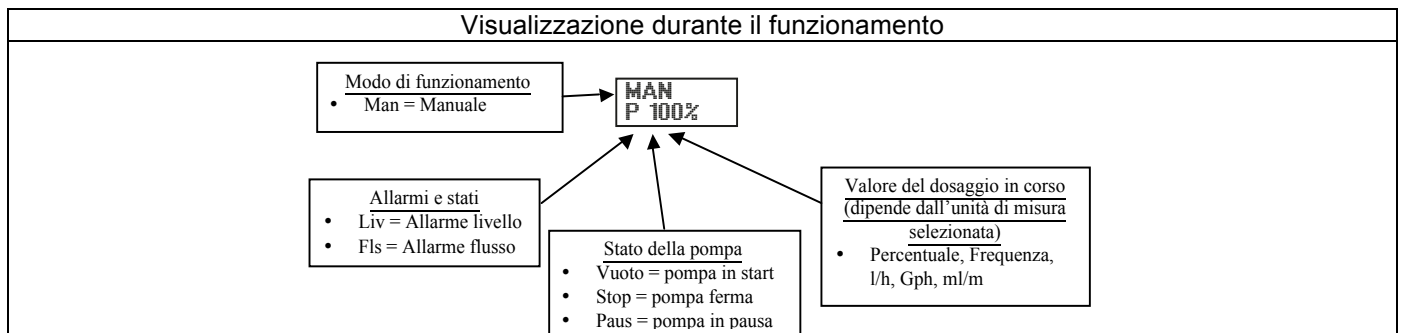 Visualizzazione durante il funzionamento
Modo di funzionamento
• Man = Manuale
MAN
P 100%
Allarmi e stati
• Liv = Allarme livello
• Fls = Allarme flusso
Stato della pompa
• Vuoto = pompa in start
• Stop = pompa ferma
• Paus = pompa in pausa
Valore del dosaggio in corso
(dipende dall'unità di misura
selezionata)
• Percentuale, Frequenza,
l/h, Gph, ml/m